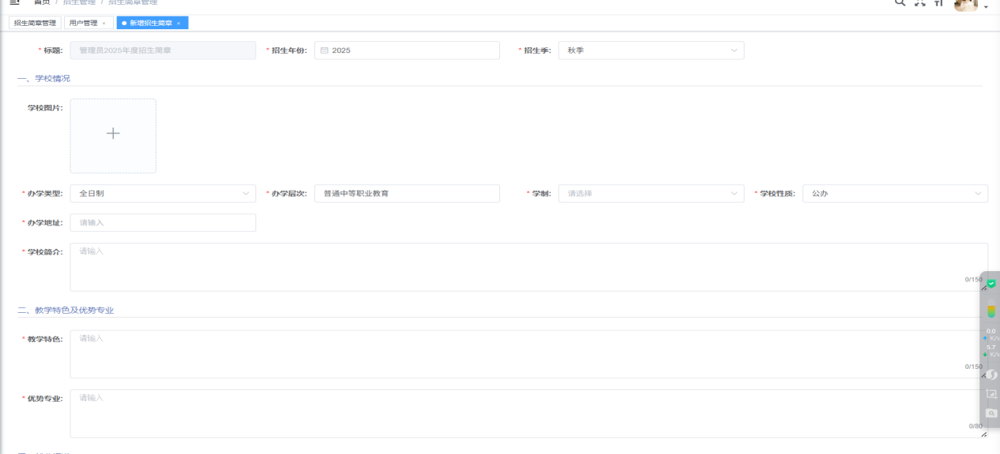 首页 / 招生管理 / 招生简章管理
招生简章管理 用户管理 × 新增招生简章 ×
* 标题: 管理员2025年度招生简章 * 招生年份: 2025 * 招生季: 秋季
一、学校情况
学校图片:
* 办学类型: 全日制 * 办学层次: 普通中等职业教育 * 学制: 请选择 * 学校性质: 公办
* 办学地址: 请输入
* 学校简介: 请输入
0/150
二、教学特色及优势专业
* 教学特色: 请输入
0/150
* 优势专业: 请输入
0/80
0.0
K/s
5.7
K/s